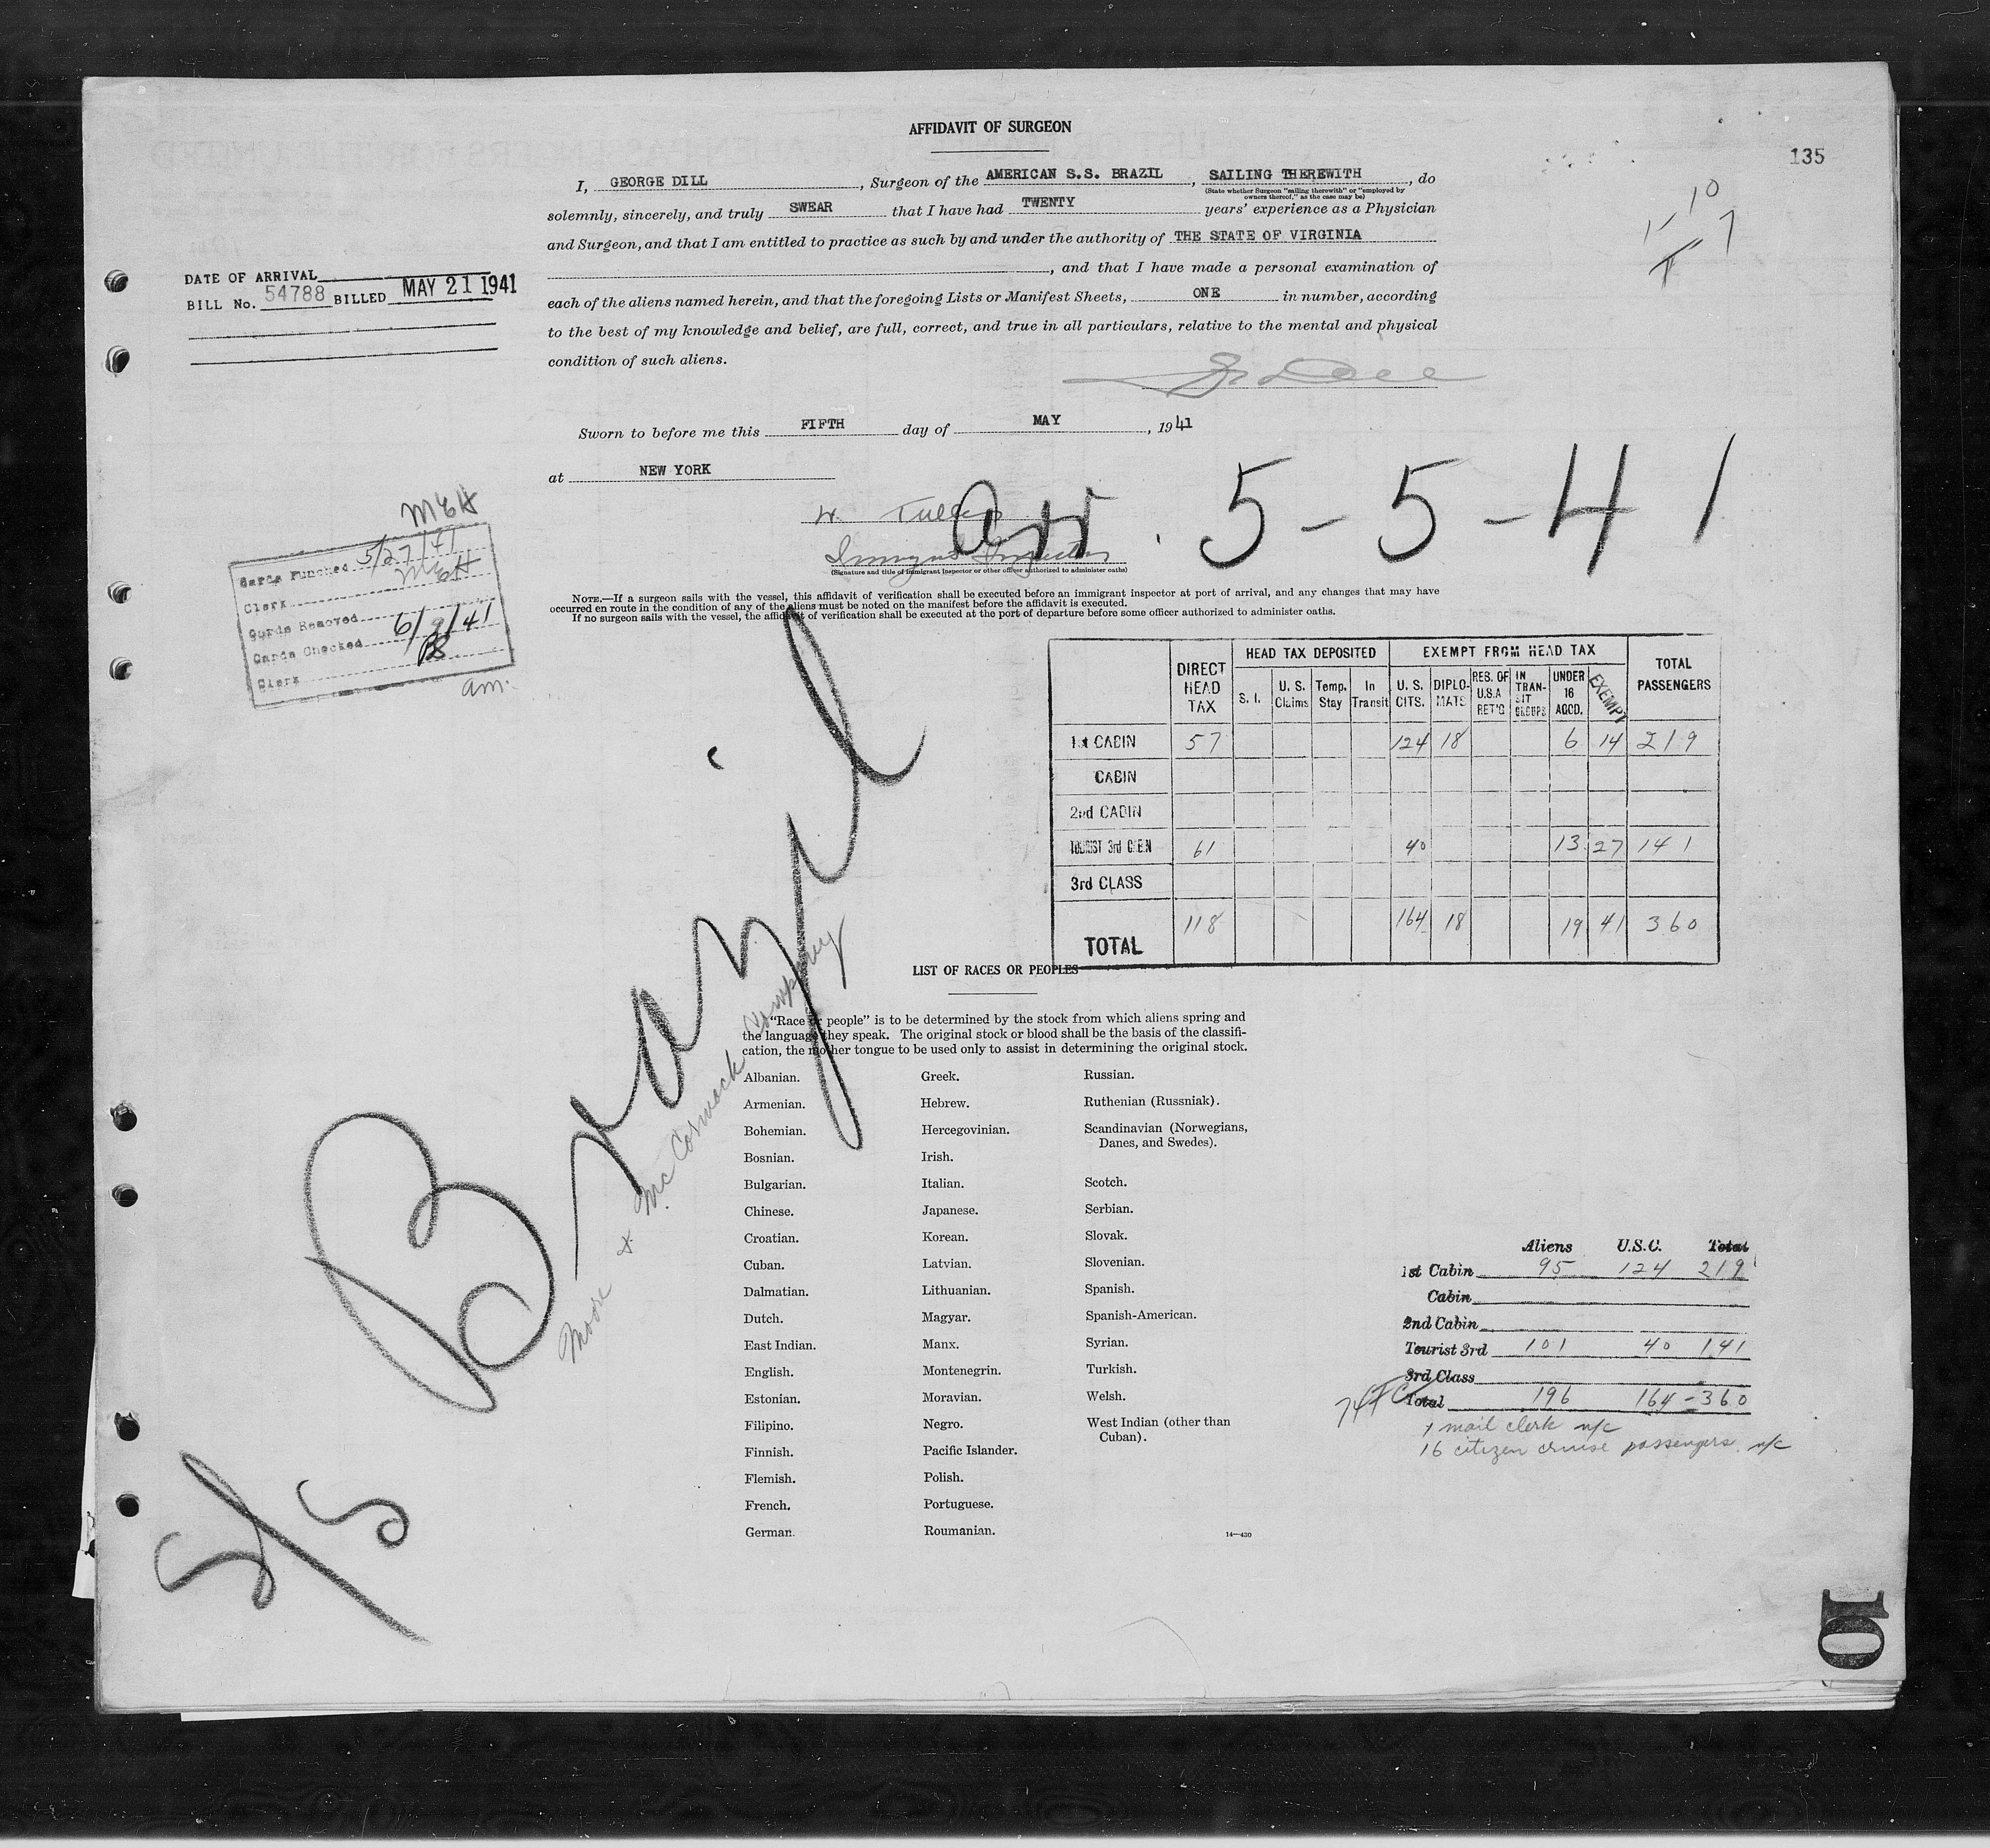 AFFIDAVIT OF SURGEON
135
I, GEORGE DILL, Surgeon of the AMERICAN S.S. BRAZIL, SAILING THEREWITH, do
(State whether Surgeon "sailing therewith" or "employed by owners thereof," as the case may be)
solemnly, sincerely, and truly SWEAR that I have had TWENTY years' experience as a Physician
and Surgeon, and that I am entitled to practice as such by and under the authority of THE STATE OF VIRGINIA
, and that I have made a personal examination of
each of the aliens named herein, and that the foregoing Lists or Manifest Sheets, ONE in number, according
to the best of my knowledge and belief, are full, correct, and true in all particulars, relative to the mental and physical
condition of such aliens.
10
DATE OF ARRIVAL
BILL No. 54788 BILLED MAY 21 1941
Sworn to before me this FIFTH day of MAY, 1941
at NEW YORK
arr. 5-5-41
(Signature and title of immigrant inspector or other officer authorized to administer oaths)
MEH
Cards Punched 5/27/41
Clerk MEH
Cards Removed
Cards Checked 6/9/41
Clerk
am.
NOTE.—If a surgeon sails with the vessel, this affidavit of verification shall be executed before an immigrant inspector at port of arrival, and any changes that may have
occurred en route in the condition of any of the aliens must be noted on the manifest before the affidavit is executed.
If no surgeon sails with the vessel, the affidavit of verification shall be executed at the port of departure before some officer authorized to administer oaths.
DIRECT HEAD TAX
HEAD TAX DEPOSITED
EXEMPT FROM HEAD TAX
TOTAL PASSENGERS
S. I. U. S. Claims Temp. Stay In Transit U. S. CITS. DIPLOMATS RES. OF U.S.A RET'G IN TRANSIT GROUPS UNDER 16 ACCD. EXEMPT
1st CABIN 57 124 18 6 14 219
CABIN
2nd CABIN
TOURIST 3rd CABIN 61 40 13 27 141
3rd CLASS
TOTAL 118 164 18 19 41 360
S/S Brazil
Moore & McCormack Company
LIST OF RACES OR PEOPLES
"Race or people" is to be determined by the stock from which aliens spring and
the language they speak. The original stock or blood shall be the basis of the classifi-
cation, the mother tongue to be used only to assist in determining the original stock.
Albanian.
Armenian.
Bohemian.
Bosnian.
Bulgarian.
Chinese.
Croatian.
Cuban.
Dalmatian.
Dutch.
East Indian.
English.
Estonian.
Filipino.
Finnish.
Flemish.
French.
German.
Greek.
Hebrew.
Hercegovinian.
Irish.
Italian.
Japanese.
Korean.
Latvian.
Lithuanian.
Magyar.
Manx.
Montenegrin.
Moravian.
Negro.
Pacific Islander.
Polish.
Portuguese.
Roumanian.
Russian.
Ruthenian (Russniak).
Scandinavian (Norwegians,
Danes, and Swedes).
Scotch.
Serbian.
Slovak.
Slovenian.
Spanish.
Spanish-American.
Syrian.
Turkish.
Welsh.
West Indian (other than
Cuban).
14—430
Aliens U.S.C. Total
1st Cabin 95 124 219
Cabin
2nd Cabin
Tourist 3rd 101 40 141
3rd Class
Total 196 164 - 360
1 mail clerk n/c
16 citizen cruise passengers n/c
10